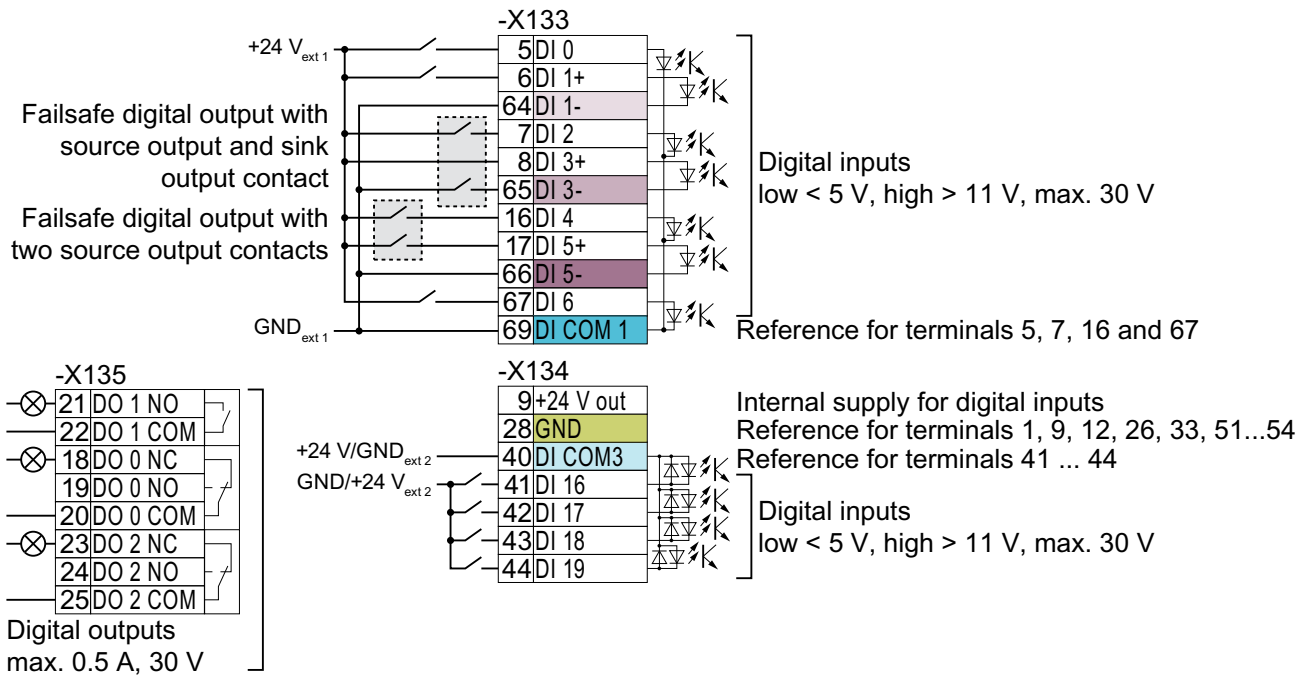 -X133
+24 V ext 1
5 DI 0
6 DI 1+
64 DI 1-
7 DI 2
8 DI 3+
65 DI 3-
16 DI 4
17 DI 5+
66 DI 5-
67 DI 6
69 DI COM 1
GND ext 1
Failsafe digital output with
source output and sink
output contact
Failsafe digital output with
two source output contacts
Digital inputs
low < 5 V, high > 11 V, max. 30 V
Reference for terminals 5, 7, 16 and 67
-X135
21 DO 1 NO
22 DO 1 COM
18 DO 0 NC
19 DO 0 NO
20 DO 0 COM
23 DO 2 NC
24 DO 2 NO
25 DO 2 COM
Digital outputs
max. 0.5 A, 30 V
-X134
9 +24 V out
28 GND
40 DI COM3
41 DI 16
42 DI 17
43 DI 18
44 DI 19
+24 V/GND ext 2
GND/+24 V ext 2
Internal supply for digital inputs
Reference for terminals 1, 9, 12, 26, 33, 51...54
Reference for terminals 41 ... 44
Digital inputs
low < 5 V, high > 11 V, max. 30 V